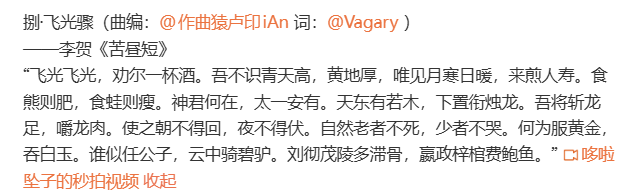 捌·飞光骤（曲编：@作曲猿卢印iAn 词：@Vagary ）
——李贺《苦昼短》
“飞光飞光，劝尔一杯酒。吾不识青天高，黄地厚，唯见月寒日暖，来煎人寿。食
熊则肥，食蛙则瘦。神君何在，太一安有。天东有若木，下置衔烛龙。吾将斩龙
足，嚼龙肉。使之朝不得回，夜不得伏。自然老者不死，少者不哭。何为服黄金，
吞白玉。谁似任公子，云中骑碧驴。刘彻茂陵多滞骨，嬴政梓棺费鲍鱼。” 哆啦
坠子的秒拍视频 收起